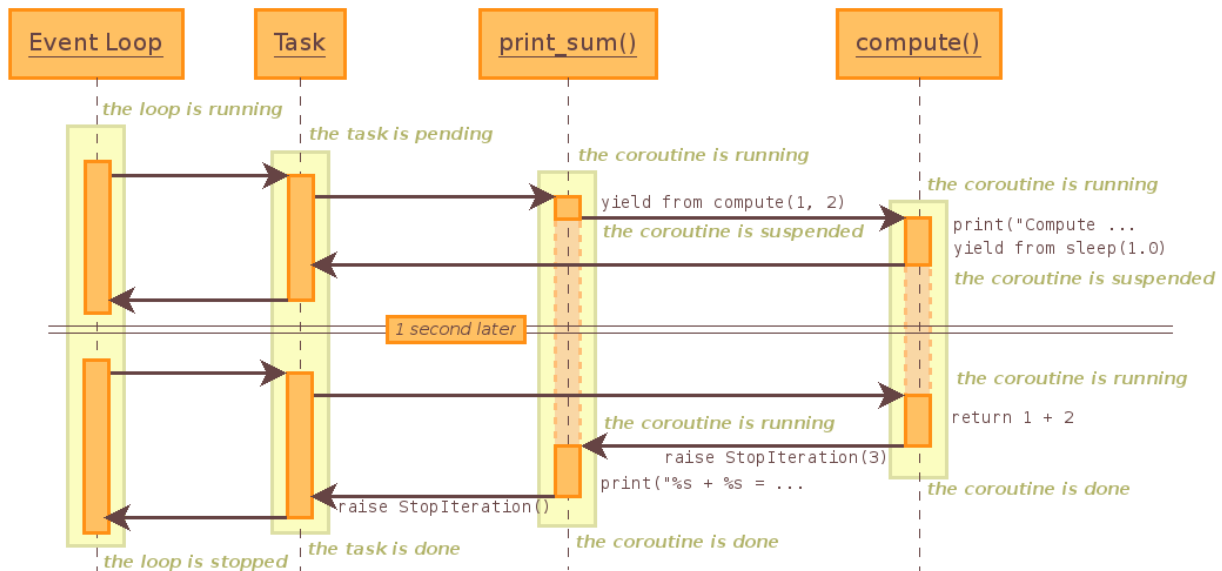 Event Loop
Task
print_sum()
compute()
the loop is running
the task is pending
the coroutine is running
the coroutine is running
yield from compute(1, 2)
print("Compute ...
the coroutine is suspended
yield from sleep(1.0)
the coroutine is suspended
1 second later
the coroutine is running
the coroutine is running
return 1 + 2
raise StopIteration(3)
print("%s + %s = ...
the coroutine is done
raise StopIteration()
the coroutine is done
the task is done
the loop is stopped